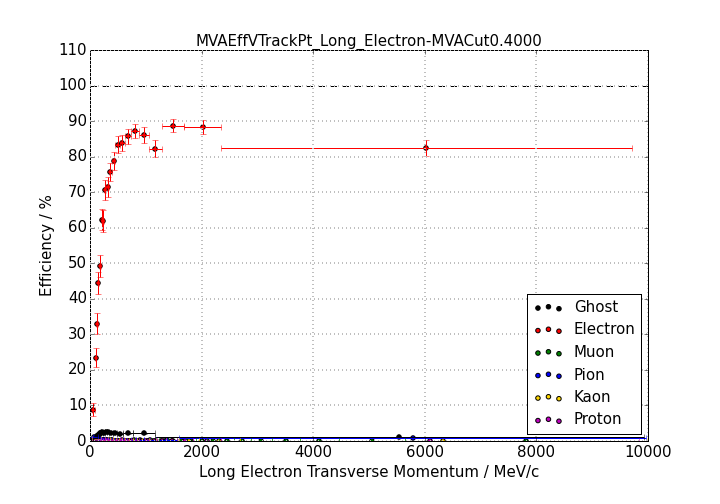 MVAEffVTrackPt_Long_Electron-MVACut0.4000
110
100
90
80
70
60
50
40
30
20
10
0
Efficiency / %
Ghost
Electron
Muon
Pion
Kaon
Proton
0 2000 4000 6000 8000 10000
Long Electron Transverse Momentum / MeV/c